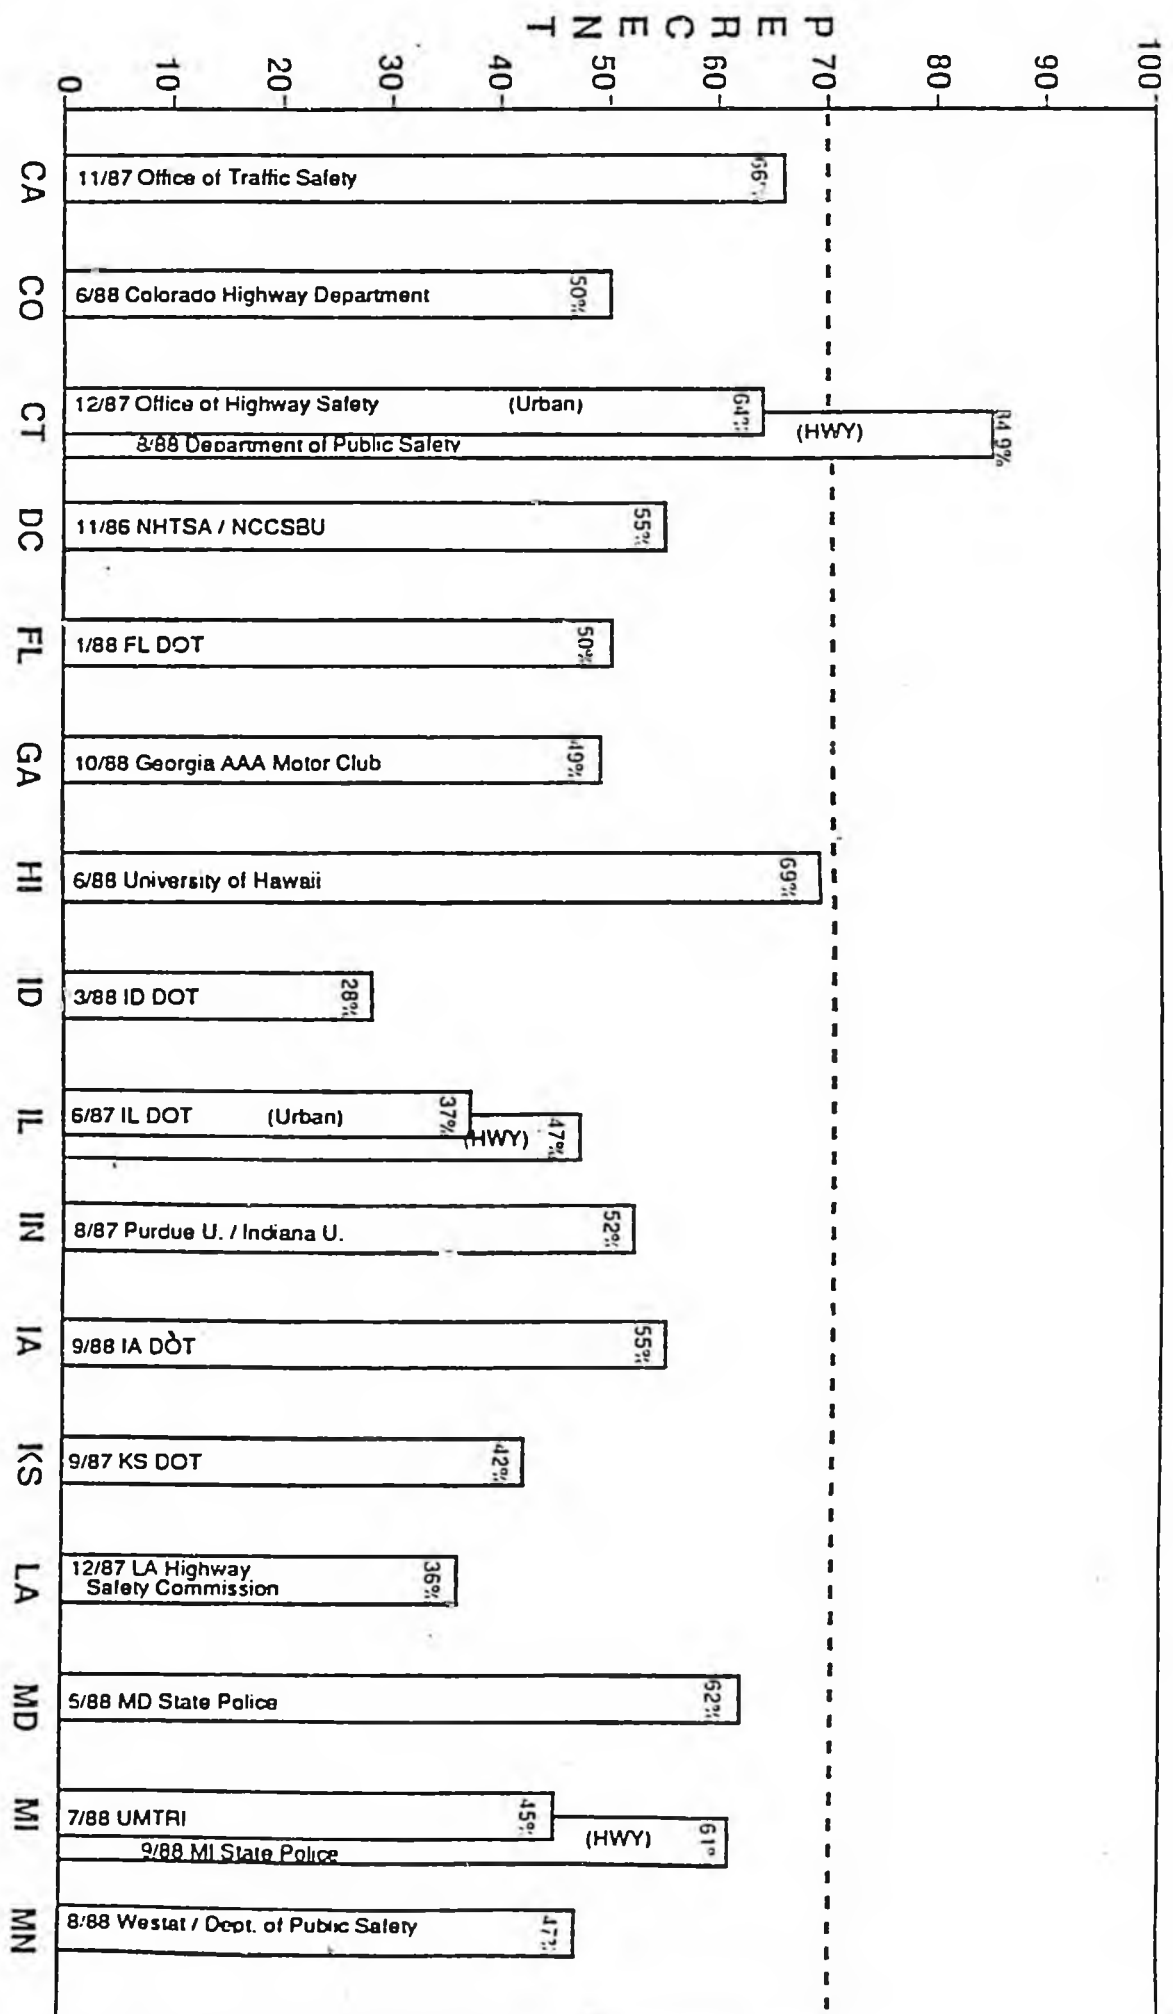 PERCENT
100
90
80
70
60
50
40
30
20
10
0
CA
11/87 Office of Traffic Safety
66%
CO
6/88 Colorado Highway Department
50%
CT
12/87 Office of Highway Safety (Urban)
64%
3/88 Department of Public Safety
(HWY)
84.9%
DC
11/86 NHTSA / NCCSBU
55%
FL
1/88 FL DOT
50%
GA
10/88 Georgia AAA Motor Club
49%
HI
6/88 University of Hawaii
69%
ID
3/88 ID DOT
28%
IL
6/87 IL DOT (Urban)
37%
(HWY)
47%
IN
8/87 Purdue U. / Indiana U.
52%
IA
9/88 IA DOT
55%
KS
9/87 KS DOT
42%
LA
12/87 LA Highway
Safety Commission
36%
MD
5/88 MD State Police
62%
MI
7/88 UMTRI
45%
9/88 MI State Police
(HWY)
61%
MN
8/88 Westat / Dept. of Public Safety
47%